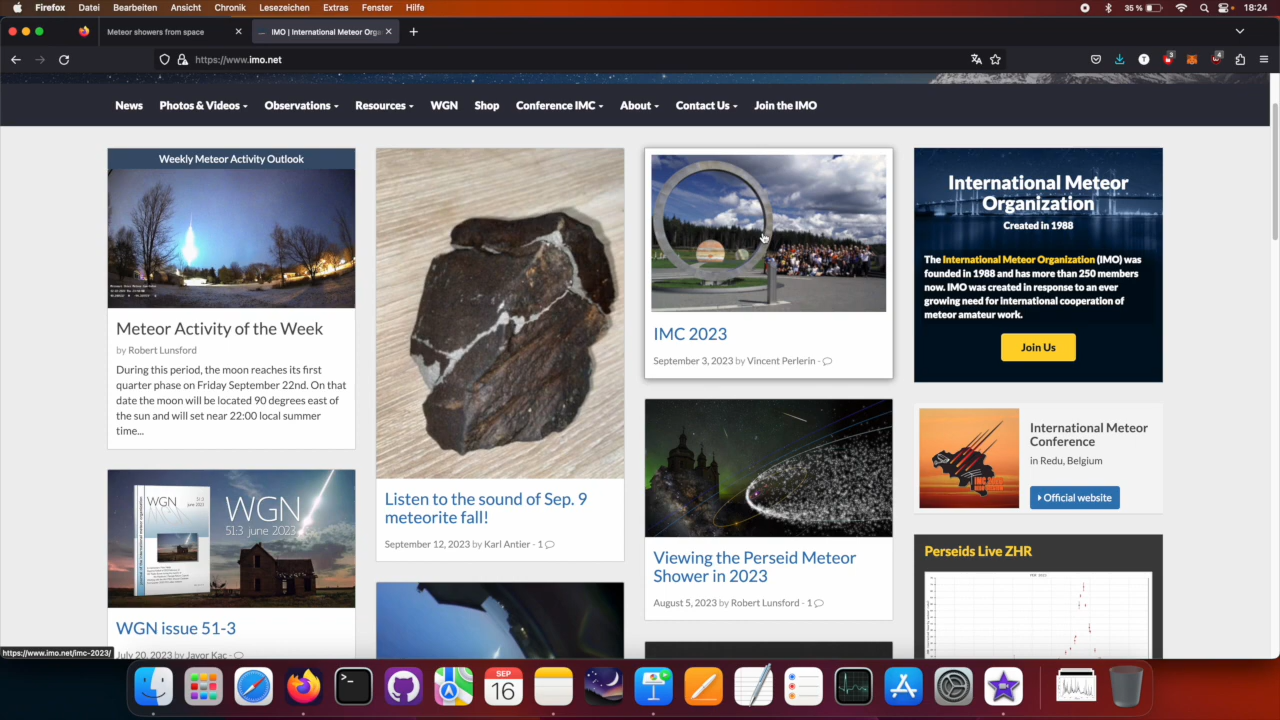 Firefox Datei Bearbeiten Ansicht Chronik Lesezeichen Extras Fenster Hilfe 35 % 18:24
Meteor showers from space
IMO | International Meteor Orga
https://www.imo.net
News Photos & Videos Observations Resources WGN Shop Conference IMC About Contact Us Join the IMO
Weekly Meteor Activity Outlook
Meteor Activity of the Week
by Robert Lunsford
During this period, the moon reaches its first
quarter phase on Friday September 22nd. On that
date the moon will be located 90 degrees east of
the sun and will set near 22:00 local summer
time...
WGN
51:3
june 2023
WGN
51:3 june 2023
WGN issue 51-3
July 20, 2023 by Javor Kac -
Listen to the sound of Sep. 9
meteorite fall!
September 12, 2023 by Karl Antier - 1
IMC 2023
September 3, 2023 by Vincent Perlerin -
Viewing the Perseid Meteor
Shower in 2023
August 5, 2023 by Robert Lunsford - 1
International Meteor
Organization
Created in 1988
The International Meteor Organization (IMO) was
founded in 1988 and has more than 250 members
now. IMO was created in response to an ever
growing need for international cooperation of
meteor amateur work.
Join Us
International Meteor
Conference
in Redu, Belgium
Official website
Perseids Live ZHR
https://www.imo.net/imc-2023/
SEP
16